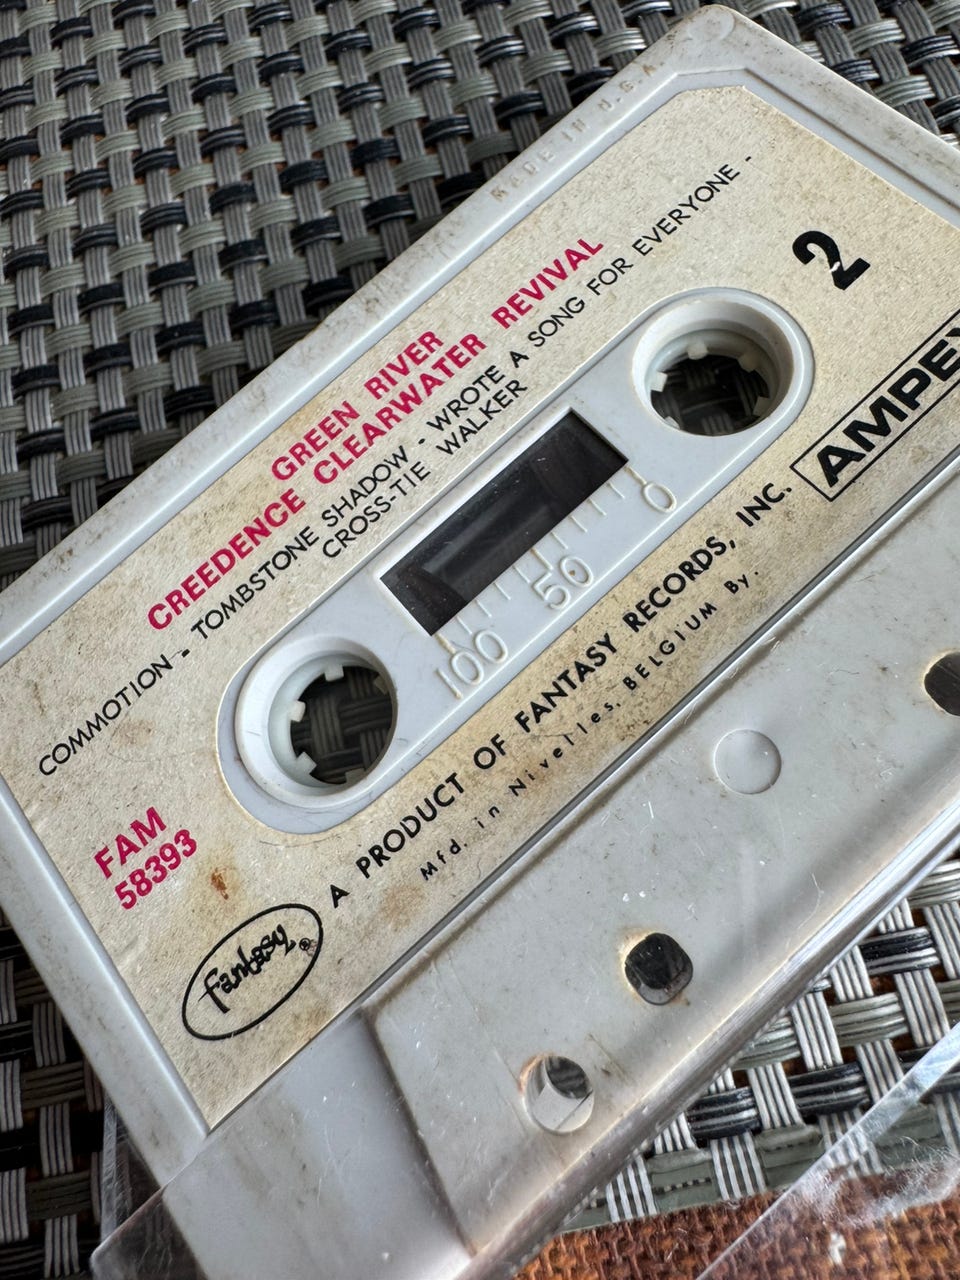 MADE IN U.S.A
2
GREEN RIVER
CREEDENCE CLEARWATER REVIVAL
COMMOTION - TOMBSTONE SHADOW - WROTE A SONG FOR EVERYONE -
CROSS-TIE WALKER
0
50
100
AMPEX
A PRODUCT OF FANTASY RECORDS, INC.
Mfd. in Nivelles, BELGIUM By.
FAM
58393
fantasy ®